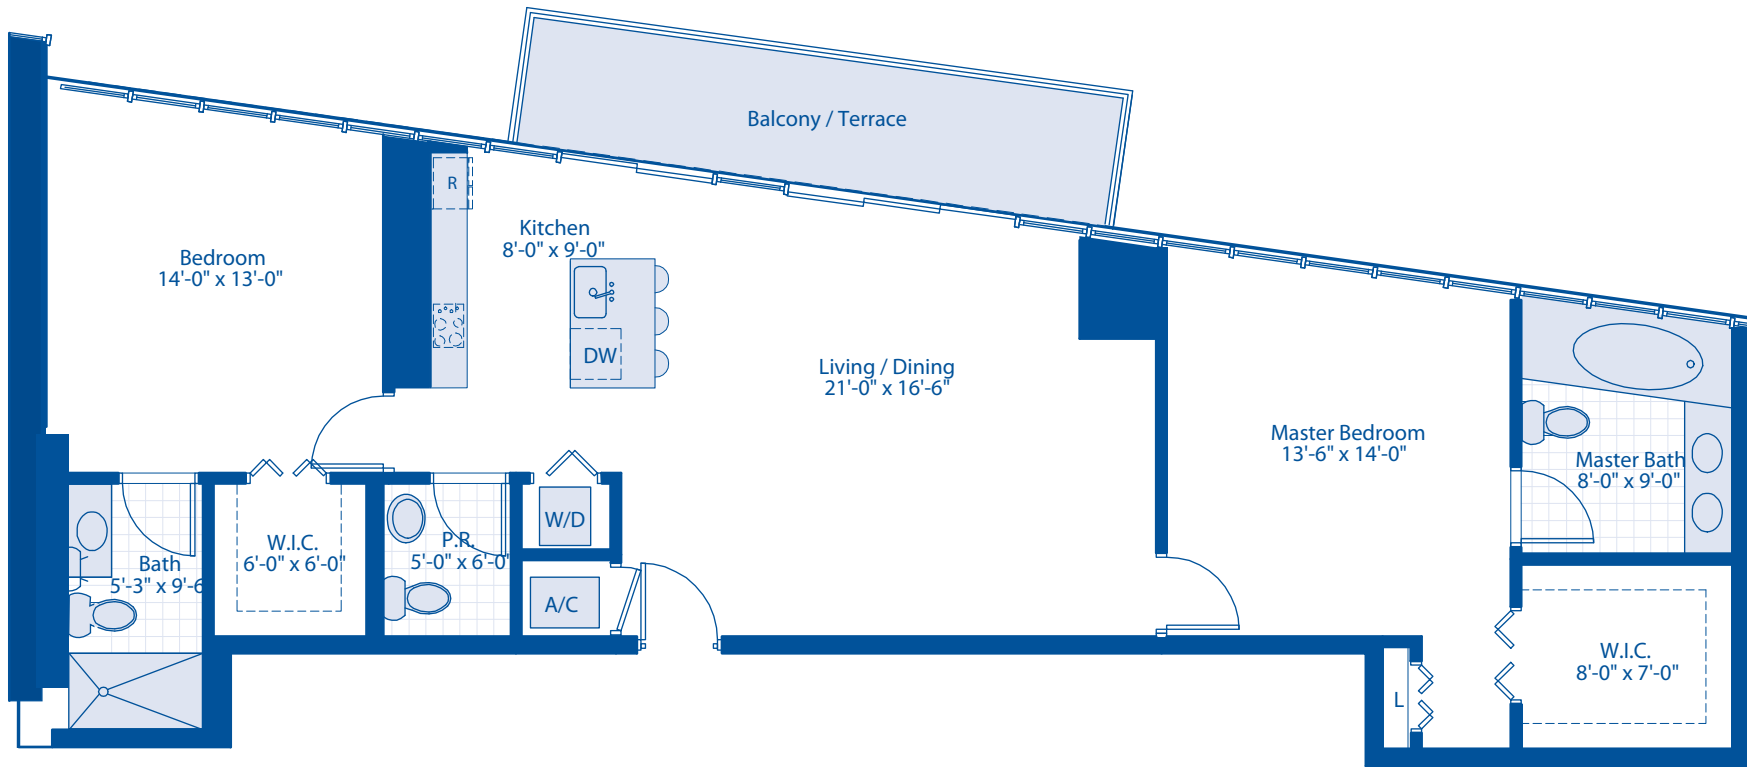 Balcony / Terrace
R
Kitchen
8'-0" x 9'-0"
Bedroom
14'-0" x 13'-0"
DW
Living / Dining
21'-0" x 16'-6"
Master Bedroom
13'-6" x 14'-0"
Master Bath
8'-0" x 9'-0"
W/D
W.I.C.
6'-0" x 6'-0"
P.R.
5'-0" x 6'-0"
Bath
5'-3" x 9'-6
A/C
W.I.C.
8'-0" x 7'-0"
L